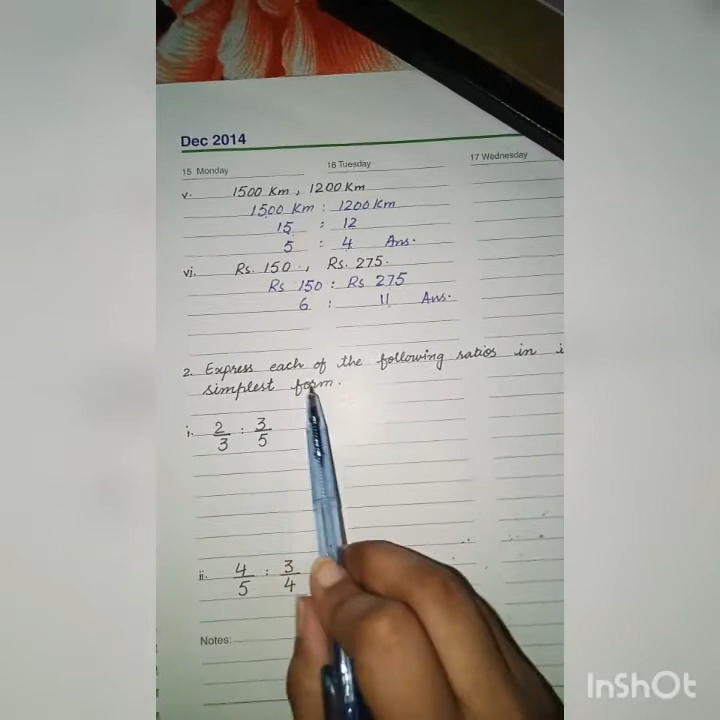 Dec 2014
15 Monday 16 Tuesday 17 Wednesday
v. 1500 Km , 1200 Km
1500 Km : 1200 Km
15 : 12
5 : 4 Ans.
vi. Rs. 150 , Rs. 275.
Rs 150 : Rs 275
6 : 11 Ans.
2. Express each of the following ratios in
simplest form.
i. 2/3 : 3/5
ii. 4/5 : 3/4
Notes:
InShOt